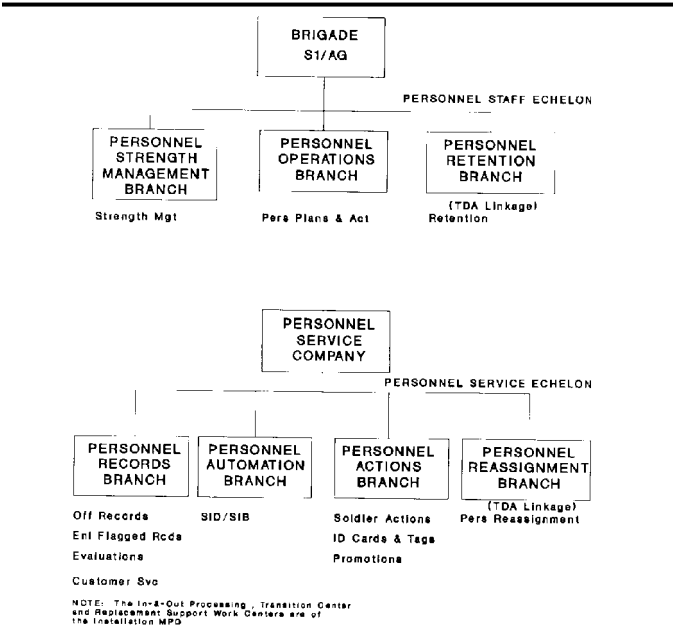 BRIGADE
S1/AG
PERSONNEL STAFF ECHELON
PERSONNEL
STRENGTH
MANAGEMENT
BRANCH
Strength Mgt
PERSONNEL
OPERATIONS
BRANCH
Pers Plans & Act
PERSONNEL
RETENTION
BRANCH
(TDA Linkage)
Retention
PERSONNEL
SERVICE
COMPANY
PERSONNEL SERVICE ECHELON
PERSONNEL
RECORDS
BRANCH
Off Records
Enl Flagged Rcds
Evaluations
Customer Svc
PERSONNEL
AUTOMATION
BRANCH
SID/SIB
PERSONNEL
ACTIONS
BRANCH
Soldier Actions
ID Cards & Tags
Promotions
PERSONNEL
REASSIGNMENT
BRANCH
(TDA Linkage)
Pers Reassignment
NOTE: The In-&-Out Processing, Transition Center
and Replacement Support Work Centers are of
the Installation MPD